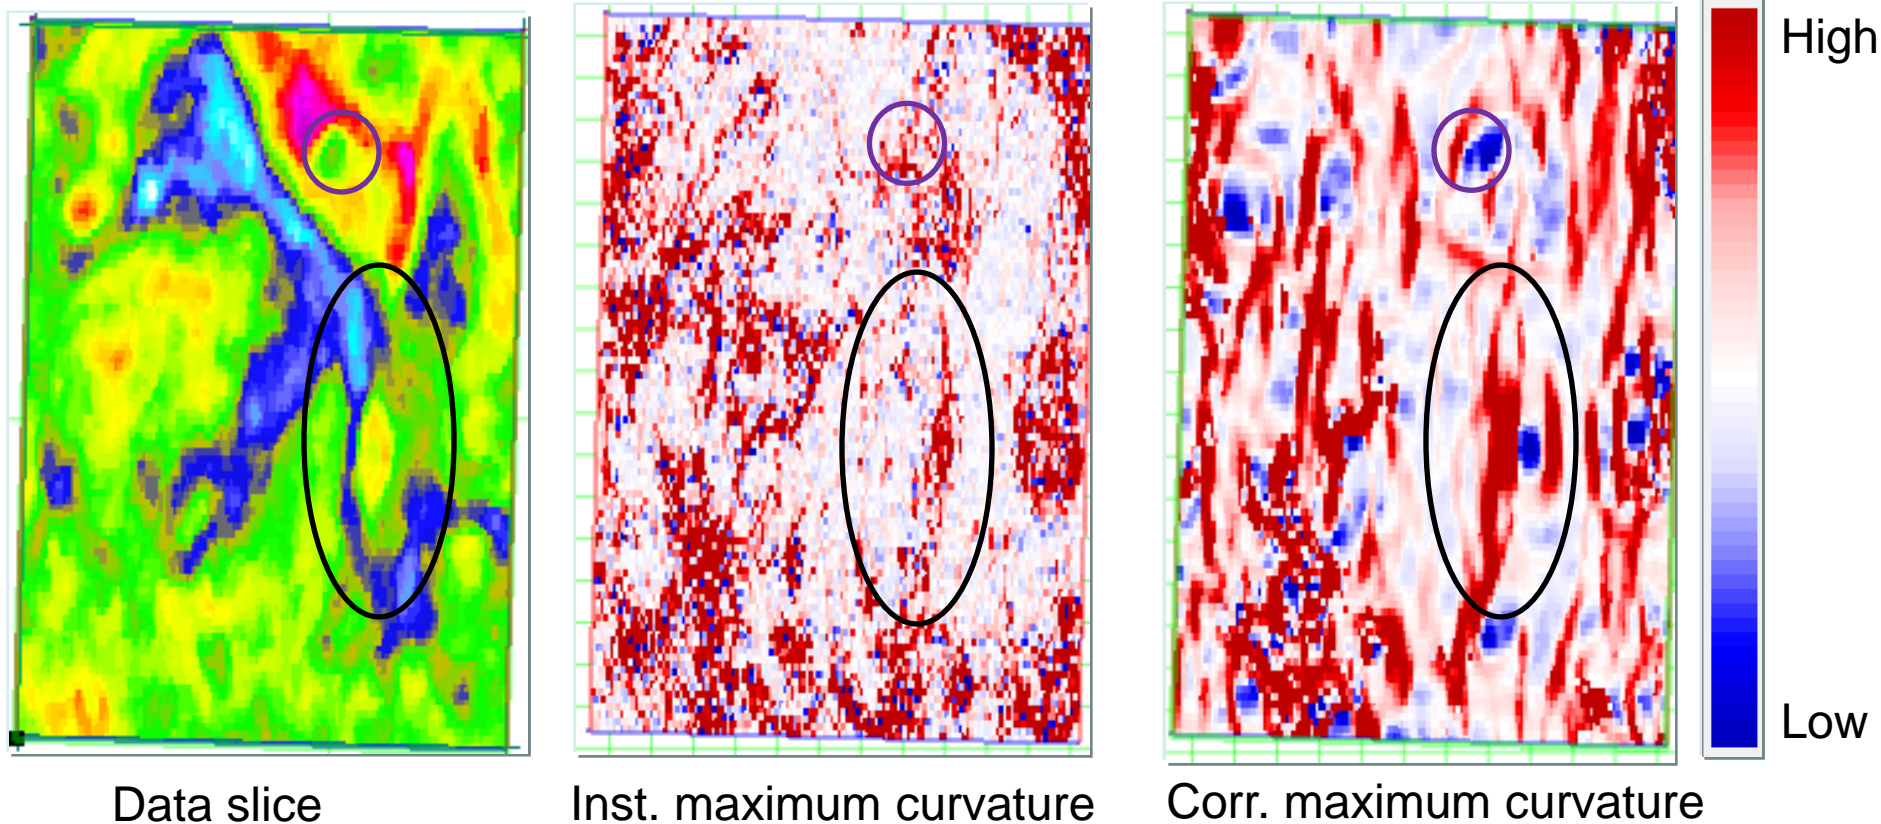 High
Low
Data slice
Inst. maximum curvature
Corr. maximum curvature